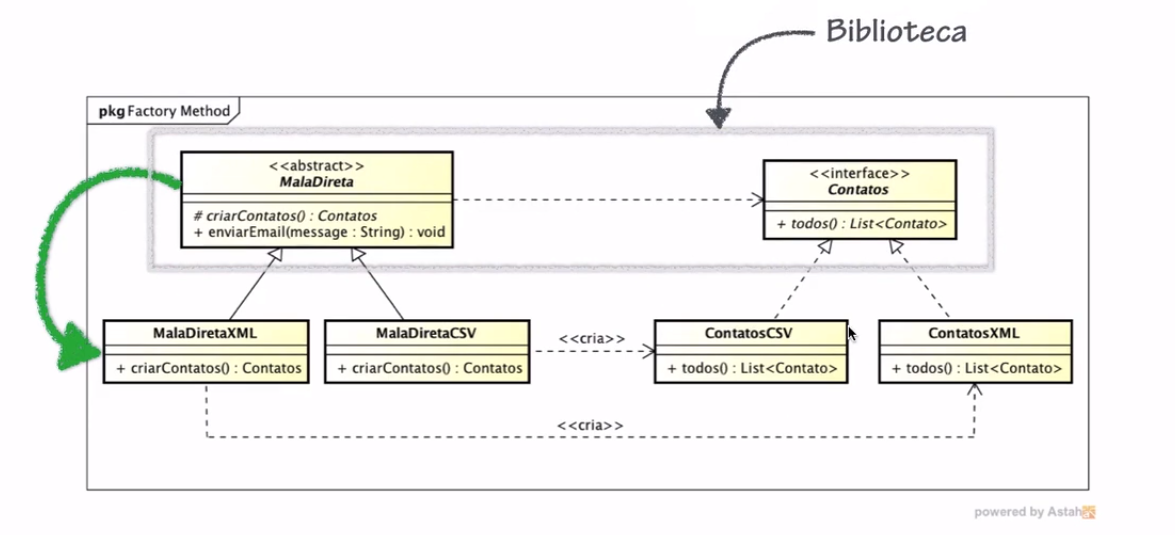 Biblioteca
pkg Factory Method
<<abstract>>
MalaDireta
# criarContatos() : Contatos
+ enviarEmail(message : String) : void
<<interface>>
Contatos
+ todos() : List<Contato>
MalaDiretaXML
+ criarContatos() : Contatos
MalaDiretaCSV
+ criarContatos() : Contatos
<<cria>>
ContatosCSV
+ todos() : List<Contato>
ContatosXML
+ todos() : List<Contato>
<<cria>>
powered by Astah